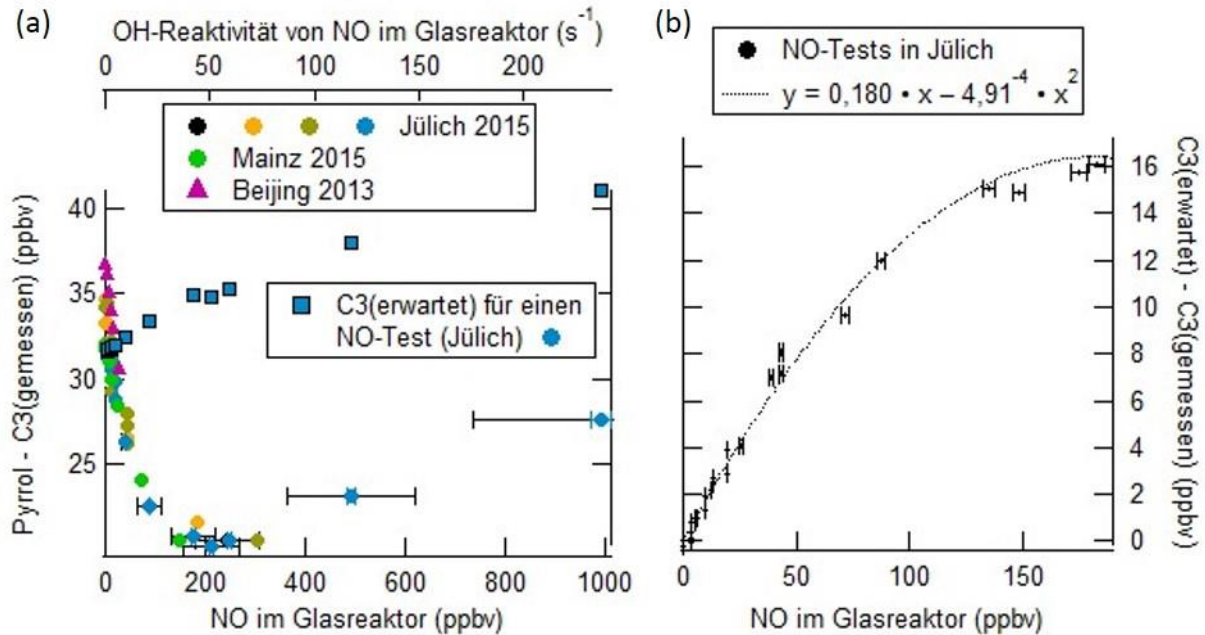 (a)
OH-Reaktivität von NO im Glasreaktor (s⁻¹)
0 50 100 150 200
Jülich 2015
Mainz 2015
Beijing 2013
C3(erwartet) für einen
NO-Test (Jülich)
Pyrrol - C3(gemessen) (ppbv)
40
35
30
25
0 200 400 600 800 1000
NO im Glasreaktor (ppbv)
(b)
NO-Tests in Jülich
y = 0,180 • x – 4,91⁻⁴ • x²
C3(erwartet) - C3(gemessen) (ppbv)
16
14
12
10
8
6
4
2
0
0 50 100 150
NO im Glasreaktor (ppbv)